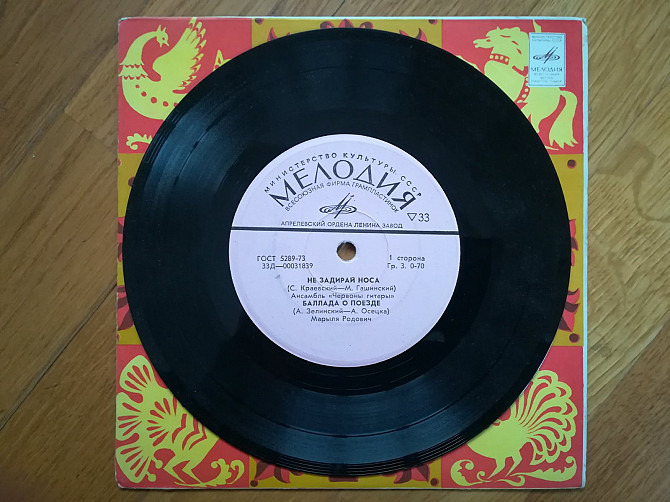 МИНИСТЕРСТВО КУЛЬТУРЫ СССР
МЕЛОДИЯ
ВСЕСОЮЗНАЯ ФИРМА ГРАМПЛАСТИНОК
▽33
АПРЕЛЕВСКИЙ ОРДЕНА ЛЕНИНА ЗАВОД
ГОСТ 5289-73 1 сторона
33Д—00031839 Гр. 3. 0-70
НЕ ЗАДИРАЙ НОСА
(С. Краевский—М. Гашинский)
Ансамбль «Червоны гитары»
БАЛЛАДА О ПОЕЗДЕ
(А. Зелинский—А. Осецка)
Марыля Родович
МЕЛОДИЯ